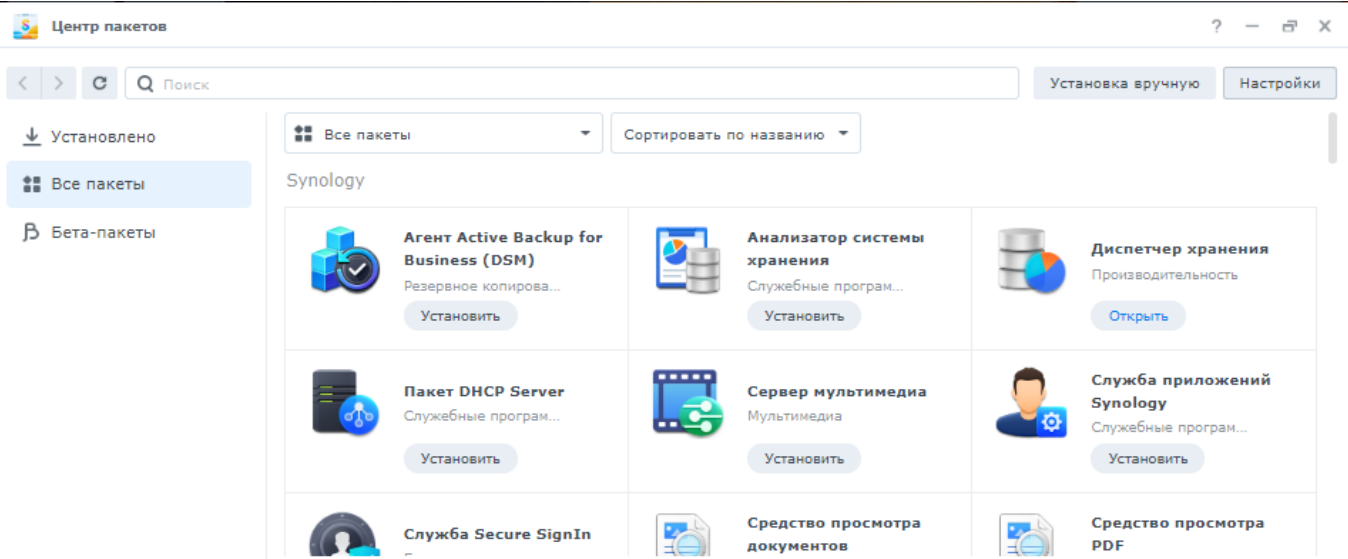 Центр пакетов
Поиск
Установка вручную
Настройки
Установлено
Все пакеты
Бета-пакеты
Все пакеты
Сортировать по названию
Synology
Агент Active Backup for
Business (DSM)
Резервное копирова...
Установить
Анализатор системы
хранения
Служебные програм...
Установить
Диспетчер хранения
Производительность
Открыть
Пакет DHCP Server
Служебные програм...
Установить
Сервер мультимедиа
Мультимедиа
Установить
Служба приложений
Synology
Служебные програм...
Установить
Служба Secure SignIn
Средство просмотра
документов
Средство просмотра
PDF